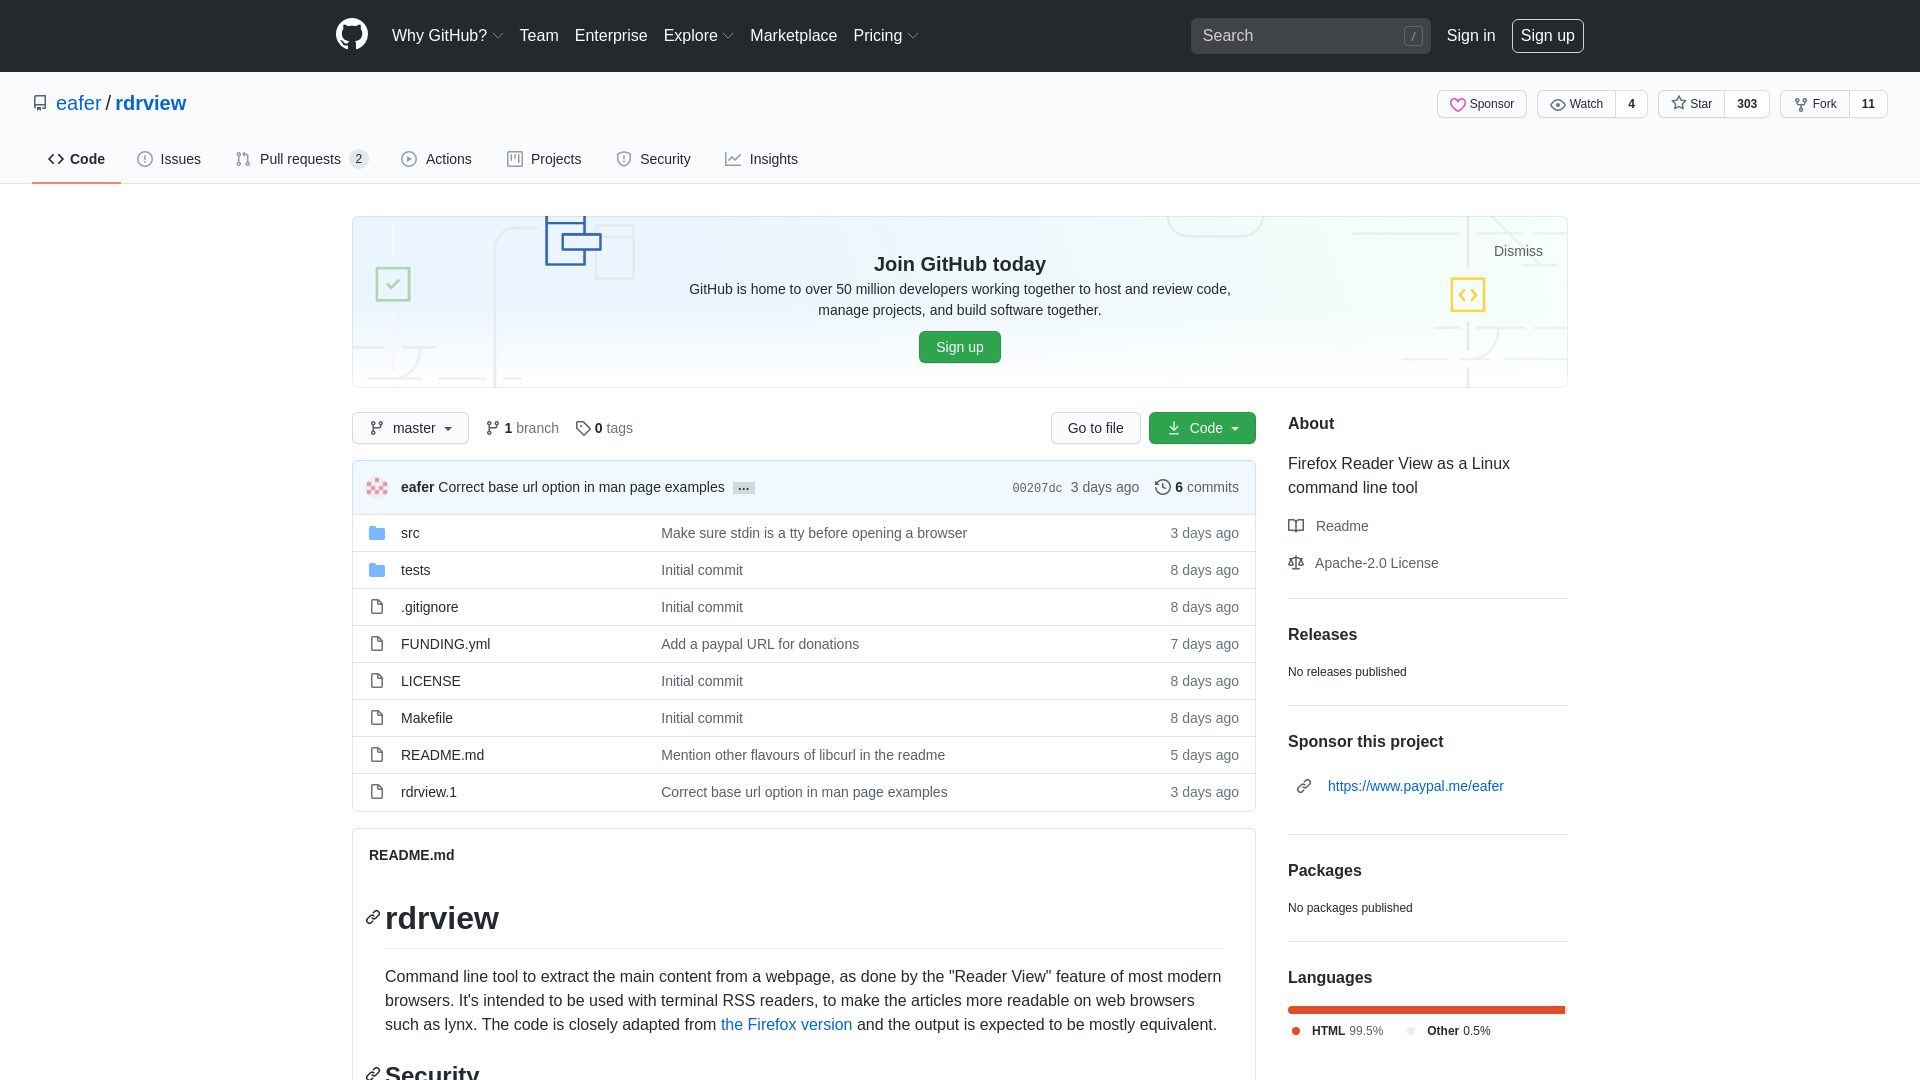 Why GitHub? Team Enterprise Explore Marketplace Pricing Search / Sign in Sign up
eafer / rdrview Sponsor Watch 4 Star 303 Fork 11
Code Issues Pull requests 2 Actions Projects Security Insights
Dismiss
Join GitHub today
GitHub is home to over 50 million developers working together to host and review code,
manage projects, and build software together.
Sign up
master 1 branch 0 tags Go to file Code
eafer Correct base url option in man page examples … 00207dc 3 days ago 6 commits
src Make sure stdin is a tty before opening a browser 3 days ago
tests Initial commit 8 days ago
.gitignore Initial commit 8 days ago
FUNDING.yml Add a paypal URL for donations 7 days ago
LICENSE Initial commit 8 days ago
Makefile Initial commit 8 days ago
README.md Mention other flavours of libcurl in the readme 5 days ago
rdrview.1 Correct base url option in man page examples 3 days ago
README.md
rdrview
Command line tool to extract the main content from a webpage, as done by the "Reader View" feature of most modern
browsers. It's intended to be used with terminal RSS readers, to make the articles more readable on web browsers
such as lynx. The code is closely adapted from the Firefox version and the output is expected to be mostly equivalent.
Security
About
Firefox Reader View as a Linux
command line tool
Readme
Apache-2.0 License
Releases
No releases published
Sponsor this project
https://www.paypal.me/eafer
Packages
No packages published
Languages
HTML 99.5% Other 0.5%